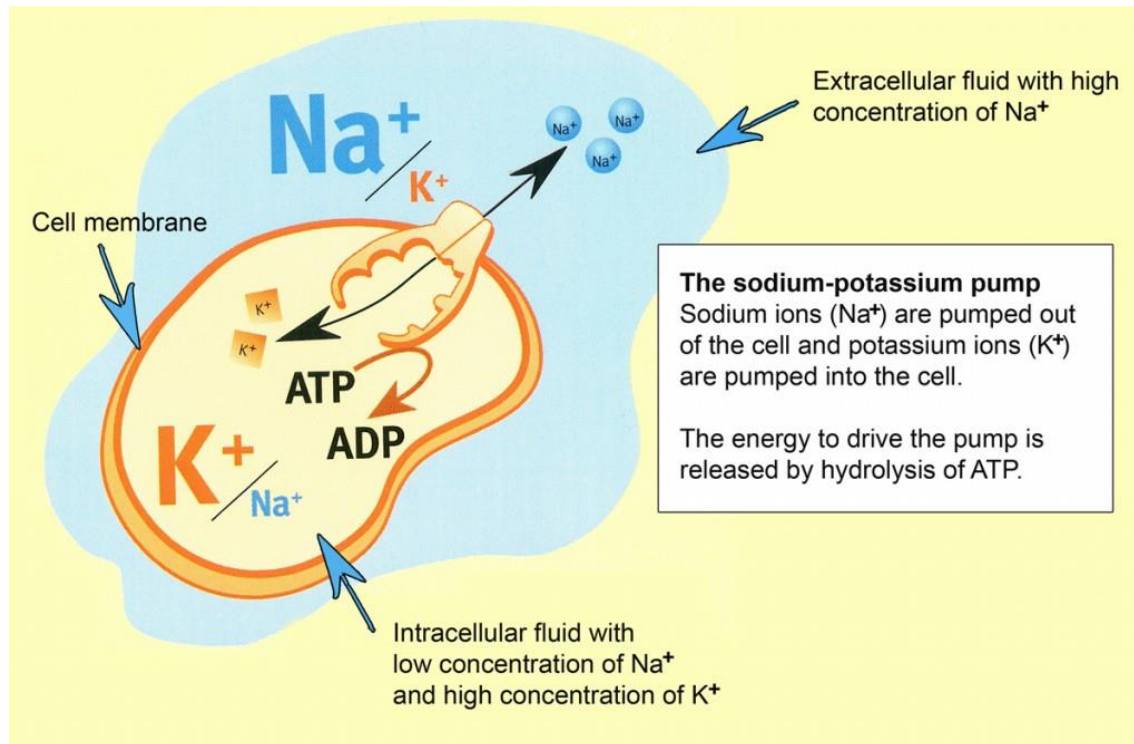 Extracellular fluid with high
concentration of Na+
Na+
K+
Na+
Na+
Na+
Cell membrane
K+
K+
ATP
ADP
K+
Na+
The sodium-potassium pump
Sodium ions (Na+) are pumped out
of the cell and potassium ions (K+)
are pumped into the cell.
The energy to drive the pump is
released by hydrolysis of ATP.
Intracellular fluid with
low concentration of Na+
and high concentration of K+